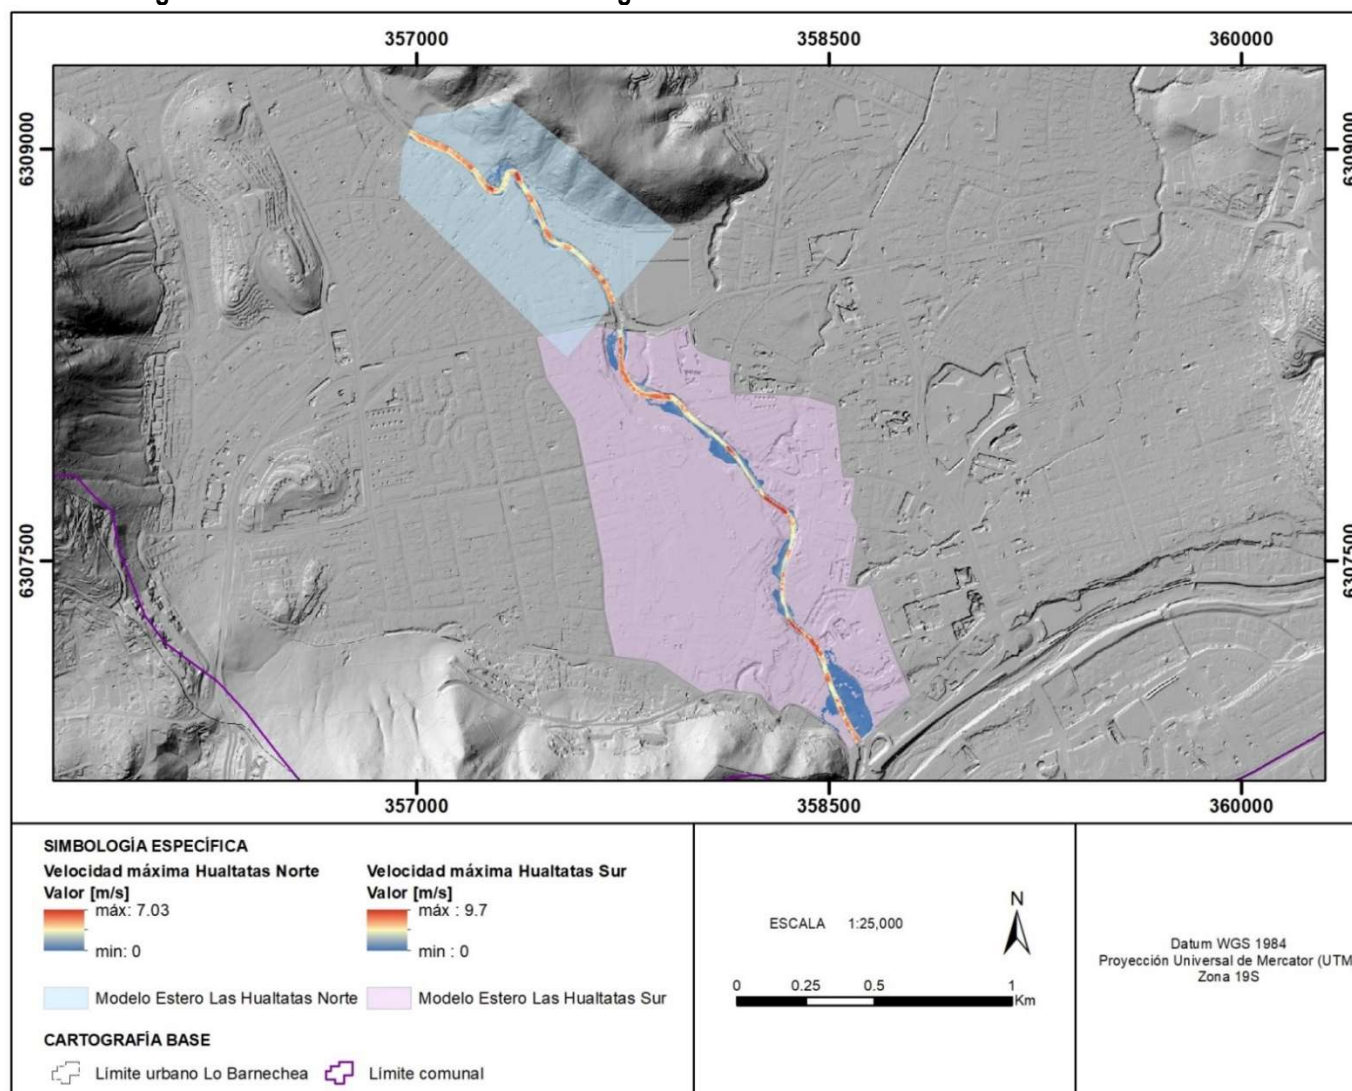 357000 358500 360000
6309000 6309000
6307500 6307500
357000 358500 360000
SIMBOLOGÍA ESPECÍFICA
Velocidad máxima Hualtatas Norte
Valor [m/s]
máx: 7.03
min: 0
Velocidad máxima Hualtatas Sur
Valor [m/s]
máx : 9.7
min : 0
Modelo Estero Las Hualtatas Norte
Modelo Estero Las Hualtatas Sur
CARTOGRAFÍA BASE
Límite urbano Lo Barnechea
Límite comunal
ESCALA 1:25,000
N
0 0.25 0.5 1
Km
Datum WGS 1984
Proyección Universal de Mercator (UTM
Zona 19S